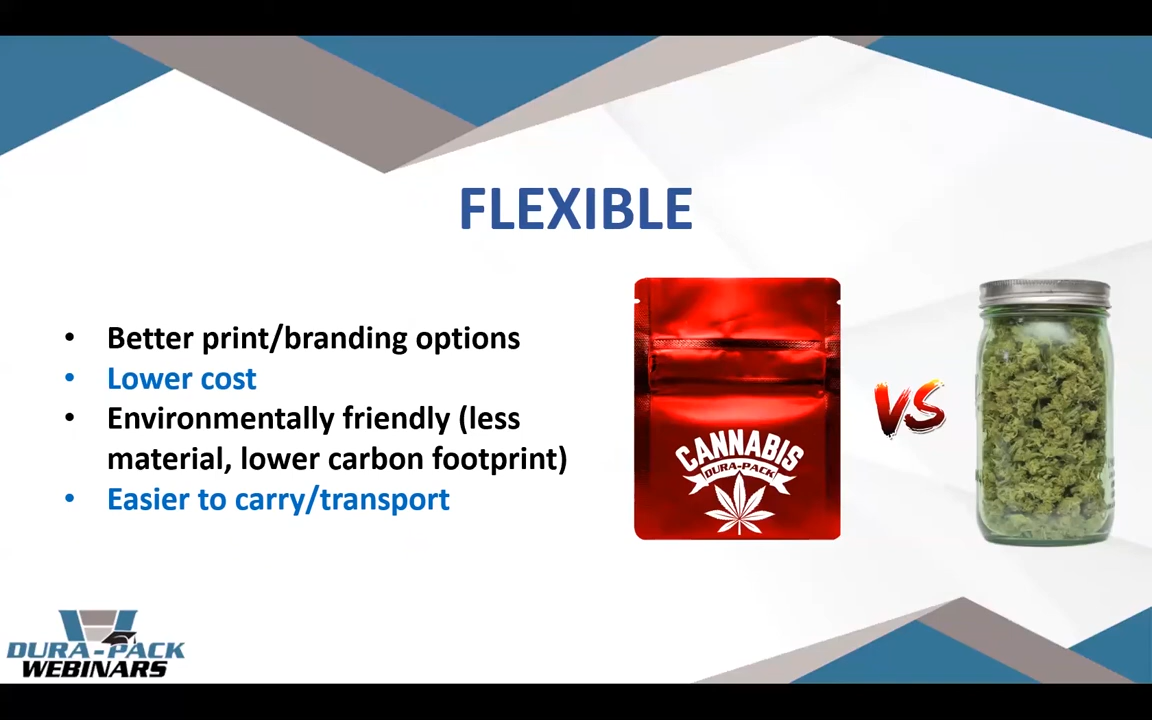 FLEXIBLE
• Better print/branding options
• Lower cost
• Environmentally friendly (less
material, lower carbon footprint)
• Easier to carry/transport
CANNABIS
DURA-PACK
VS
DURA-PACK
WEBINARS